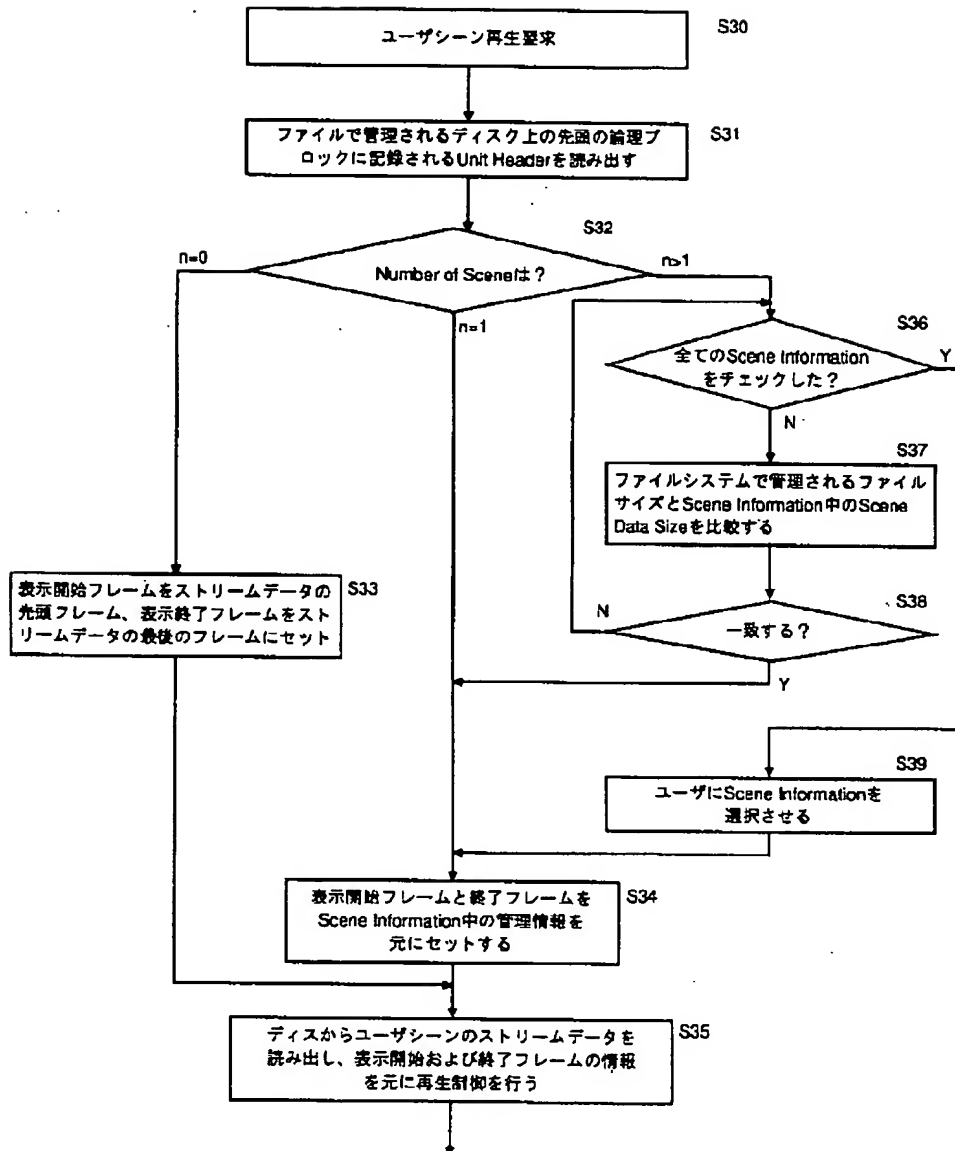 ユーザシーン再生要求
S30
ファイルで管理されるディスク上の先頭の論理ブ
ロックに記録されるUnit Headerを読み出す
S31
S32
Number of Sceneは？
n=0
n>1
n=1
S36
全てのScene Information
をチェックした？
Y
N
S37
ファイルシステムで管理されるファイル
サイズとScene Information中のScene
Data Sizeを比較する
S33
表示開始フレームをストリームデータの
先頭フレーム、表示終了フレームをスト
リームデータの最後のフレームにセット
S38
一致する？
N
Y
S39
ユーザにScene Informationを
選択させる
表示開始フレームと終了フレームを
Scene Information中の管理情報を
元にセットする
S34
ディスからユーザシーンのストリームデータを
読み出し、表示開始および終了フレームの情報
を元に再生制御を行う
S35